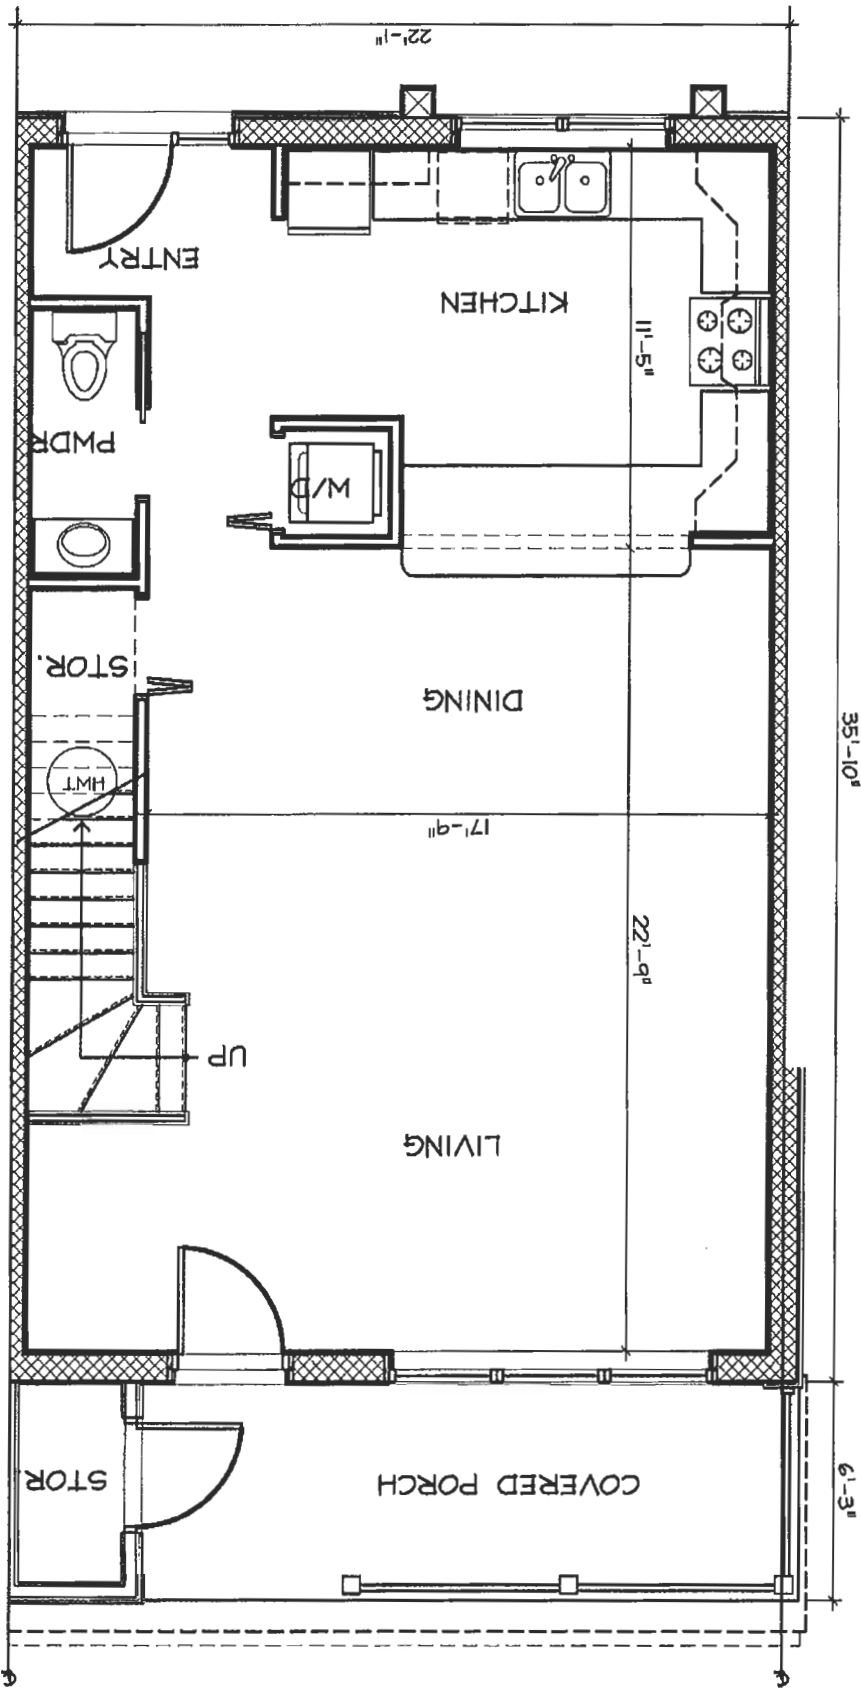 22'-1"
ENTRY
KITCHEN
11'-5"
PWDR
W/D
STOR.
DINING
35'-10"
HWT
17'-9"
22'-9"
UP
LIVING
STOR
COVERED PORCH
6'-3"